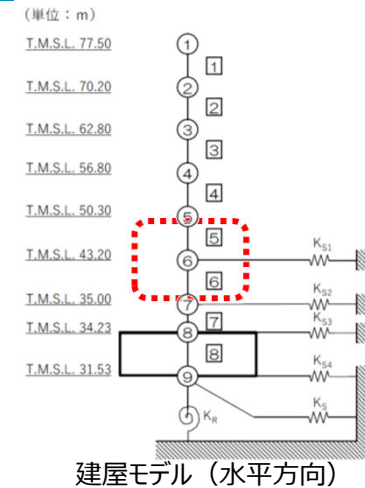 (単位:m)
T.M.S.L. 77.50 ①
1
T.M.S.L. 70.20 ②
2
T.M.S.L. 62.80 ③
3
T.M.S.L. 56.80 ④
4
T.M.S.L. 50.30 ⑤
5
KS1
T.M.S.L. 43.20 ⑥
6
KS2
T.M.S.L. 35.00 ⑦
7
KS3
T.M.S.L. 34.23 ⑧
8
KS4
T.M.S.L. 31.53 ⑨
KS
KR
建屋モデル(水平方向)